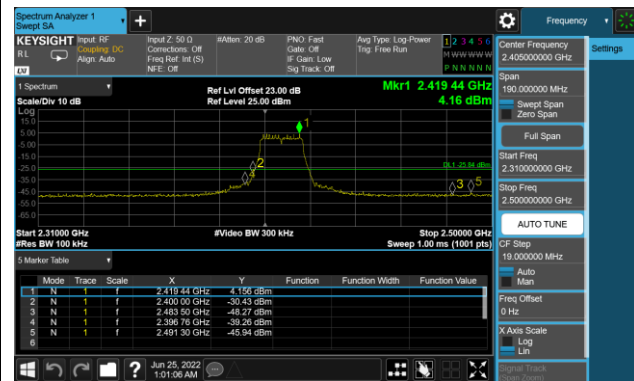 Spectrum Analyzer 1
Swept SA
+
Frequency
KEYSIGHT
RL
LNI
Input: RF
Coupling: DC
Align: Auto
Input Z: 50 Ω
Corrections: Off
Freq Ref: Int (S)
NFE: Off
#Atten: 20 dB
PNO: Fast
Gate: Off
IF Gain: Low
Sig Track: Off
Avg Type: Log-Power
Trig: Free Run
1 2 3 4 5 6
M W W W W W
P N N N N N
Center Frequency
2.405000000 GHz
Settings
Span
190.000000 MHz
Swept Span
Zero Span
Full Span
Start Freq
2.310000000 GHz
Stop Freq
2.500000000 GHz
AUTO TUNE
CF Step
19.000000 MHz
Auto
Man
Freq Offset
0 Hz
X Axis Scale
Log
Lin
Signal Track
(Span Zoom)
1 Spectrum
Scale/Div 10 dB
Log
Ref Lvl Offset 23.00 dB
Ref Level 25.00 dBm
Mkr1 2.419 44 GHz
4.16 dBm
15.0
5.00
-5.00
-15.0
-25.0
-35.0
-45.0
-55.0
-65.0
1
2
4
3
5
DL1 -25.84 dBm
Start 2.31000 GHz
#Res BW 100 kHz
#Video BW 300 kHz
Stop 2.50000 GHz
Sweep 1.00 ms (1001 pts)
5 Marker Table
Mode Trace Scale X Y Function Function Width Function Value
1 N 1 f 2.419 44 GHz 4.156 dBm
2 N 1 f 2.400 00 GHz -30.43 dBm
3 N 1 f 2.483 50 GHz -48.27 dBm
4 N 1 f 2.396 76 GHz -39.26 dBm
5 N 1 f 2.491 30 GHz -45.94 dBm
6
?
Jun 25, 2022
1:01:06 AM